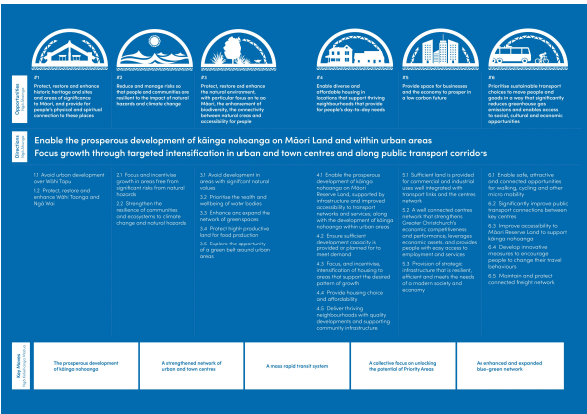 Opportunities
#1
Protect, restore and enhance
historic heritage and sites
and areas of significance
to Māori, and provide for
people's physical and spiritual
connection to these places
#2
Reduce and manage risks so
that people and communities are
resilient to the impact of natural
hazards and climate change
#3
Protect, restore and enhance
the natural environment,
with particular focus on te ao
Māori, the enhancement of
biodiversity, the connectivity
between natural areas and
accessibility for people
#4
Enable diverse and
affordable housing in
locations that support thriving
neighbourhoods that provide
for people's day-to-day needs
#5
Provide space for businesses
and the economy to prosper in
a low carbon future
#6
Prioritise sustainable transport
choices to move people and
goods in a way that significantly
reduces greenhouse gas
emissions and enables access
to social, cultural and economic
opportunities
Directions
Enable the prosperous development of kāinga nohoanga on Māori Land and within urban areas
Focus growth through targeted intensification in urban and town centres and along public transport corridors
1.1 Avoid urban development
over Wāhi Tapu
1.2 Protect, restore and
enhance Wāhi Taonga and
Ngā Wai
2.1 Focus and incentivise
growth in areas free from
significant risks from natural
hazards
2.2 Strengthen the
resilience of communities
and ecosystems to climate
change and natural hazards
3.1 Avoid development in
areas with significant natural
values
3.2 Prioritise the health and
wellbeing of water bodies
3.3 Enhance and expand the
network of greenspaces
3.4 Protect highly productive
land for food production
3.5 Explore the opportunity
of a green belt around urban
areas
4.1 Enable the prosperous
development of kāinga
nohoanga on Māori
Reserve Land, supported by
infrastructure and improved
accessibility to transport
networks and services, along
with the development of kāinga
nohoanga within urban areas
4.2 Ensure sufficient
development capacity is
provided or planned for to
meet demand
4.3 Focus, and incentivise,
intensification of housing to
areas that support the desired
pattern of growth
4.4 Provide housing choice
and affordability
4.5 Deliver thriving
neighbourhoods with quality
developments and supporting
community infrastructure
5.1 Sufficient land is provided
for commercial and industrial
uses well integrated with
transport links and the centres
network
5.2 A well connected centres
network that strengthens
Greater Christchurch's
economic competitiveness
and performance, leverages
economic assets, and provides
people with easy access to
employment and services
5.3 Provision of strategic
infrastructure that is resilient,
efficient and meets the needs
of a modern society and
economy
6.1 Enable safe, attractive
and connected opportunities
for walking, cycling and other
micro mobility
6.2 Significantly improve public
transport connections between
key centres
6.3 Improve accessibility to
Māori Reserve Land to support
kāinga nohoanga
6.4 Develop innovative
measures to encourage
people to change their travel
behaviours
6.5 Maintain and protect
connected freight network
Key Moves
The prosperous development
of kāinga nohoanga
A strengthened network of
urban and town centres
A mass rapid transit system
A collective focus on unlocking
the potential of Priority Areas
An enhanced and expanded
blue-green network